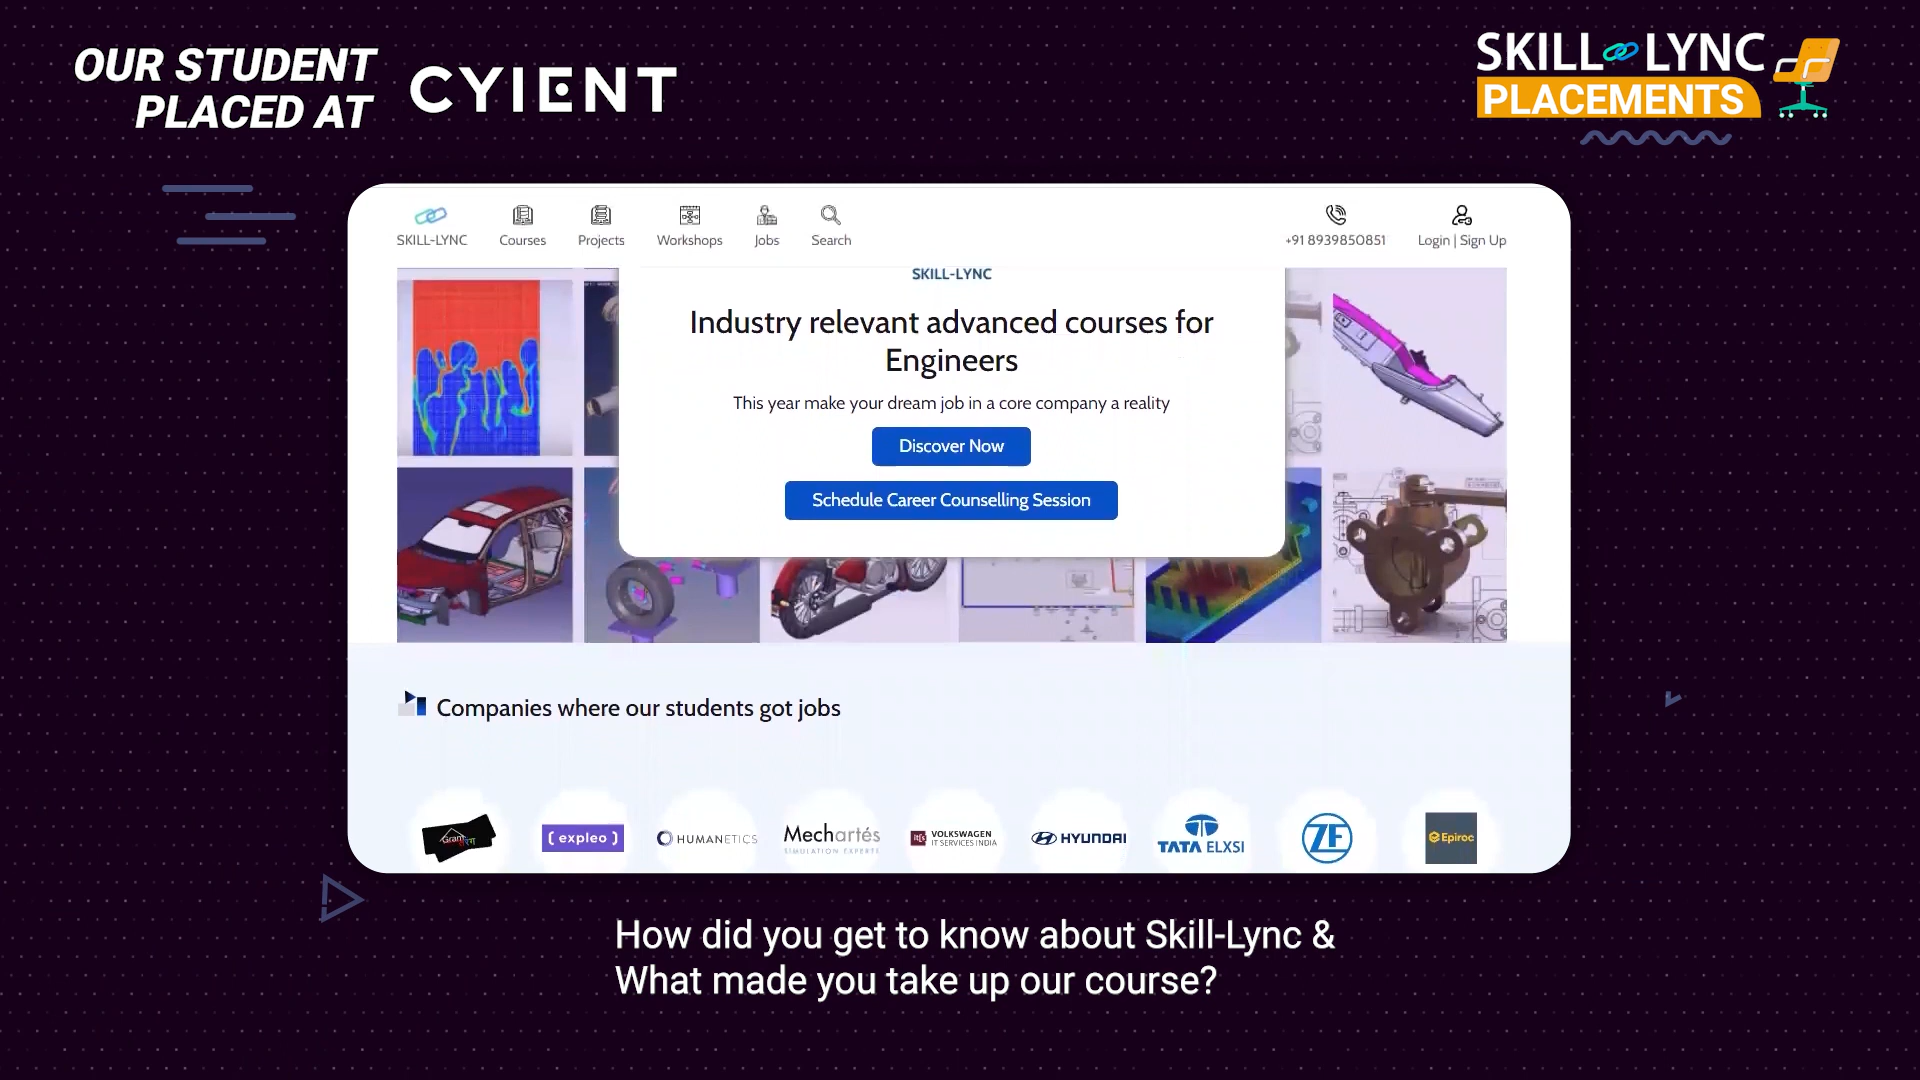 OUR STUDENT
PLACED AT
CYIENT
SKILL LYNC
PLACEMENTS
SKILL-LYNC
Courses
Projects
Workshops
Jobs
Search
+91 8939850851
Login | Sign Up
SKILL-LYNC
Industry relevant advanced courses for
Engineers
This year make your dream job in a core company a reality
Discover Now
Schedule Career Counselling Session
Companies where our students got jobs
( expleo )
HUMANETICS
Mechartés
SIMULATION EXPERTS
VOLKSWAGEN
IT SERVICES INDIA
HYUNDAI
TATA ELXSI
ZF
Epiroc
How did you get to know about Skill-Lync &
What made you take up our course?